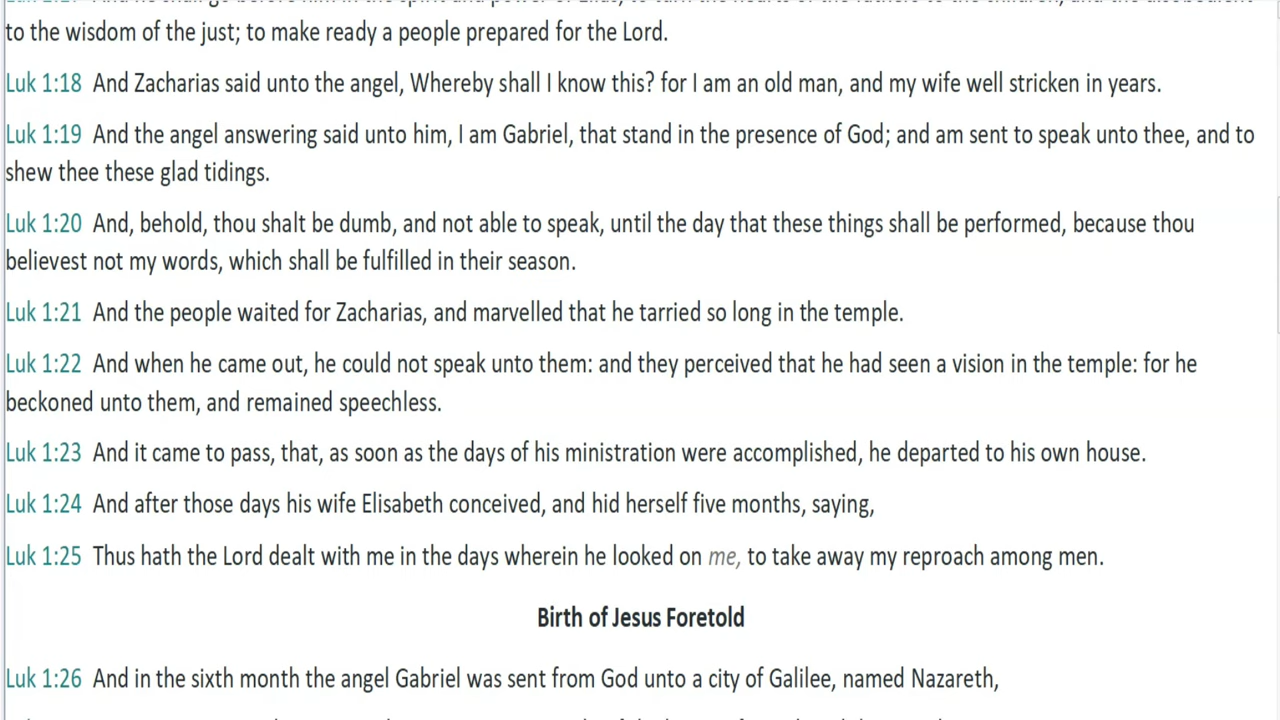 to the wisdom of the just; to make ready a people prepared for the Lord.
Luk 1:18 And Zacharias said unto the angel, Whereby shall I know this? for I am an old man, and my wife well stricken in years.
Luk 1:19 And the angel answering said unto him, I am Gabriel, that stand in the presence of God; and am sent to speak unto thee, and to
shew thee these glad tidings.
Luk 1:20 And, behold, thou shalt be dumb, and not able to speak, until the day that these things shall be performed, because thou
believest not my words, which shall be fulfilled in their season.
Luk 1:21 And the people waited for Zacharias, and marvelled that he tarried so long in the temple.
Luk 1:22 And when he came out, he could not speak unto them: and they perceived that he had seen a vision in the temple: for he
beckoned unto them, and remained speechless.
Luk 1:23 And it came to pass, that, as soon as the days of his ministration were accomplished, he departed to his own house.
Luk 1:24 And after those days his wife Elisabeth conceived, and hid herself five months, saying,
Luk 1:25 Thus hath the Lord dealt with me in the days wherein he looked on me, to take away my reproach among men.
Birth of Jesus Foretold
Luk 1:26 And in the sixth month the angel Gabriel was sent from God unto a city of Galilee, named Nazareth,